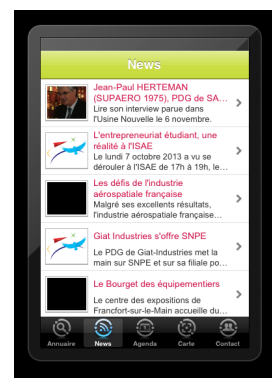 News
Jean-Paul HERTEMAN
(SUPAERO 1975), PDG de SA...
Lire son interview parue dans
l'Usine Nouvelle le 6 novembre.
L'entrepreneuriat étudiant, une
réalité à l'ISAE
Le lundi 7 octobre 2013 a vu se
dérouler à l'ISAE de 17h à 19h, le...
Les défis de l'industrie
aérospatiale française
Malgré ses excellents résultats,
l'industrie aérospatiale française...
Giat Industries s'offre SNPE
Le PDG de Giat-Industries met la
main sur SNPE et sur sa filiale po...
Le Bourget des équipementiers
Le centre des expositions de
Francfort-sur-le-Main accueille du...
Annuaire News Agenda Carte Contact